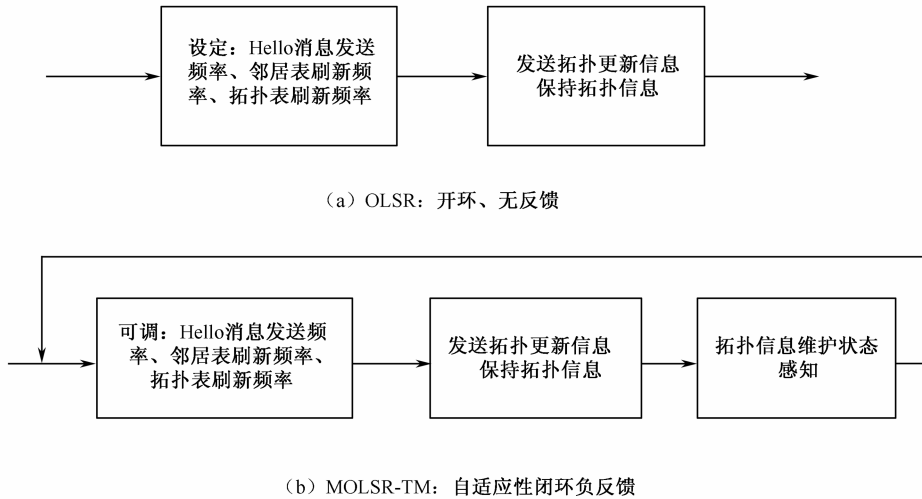 设定：Hello消息发送
频率、邻居表刷新频
率、拓扑表刷新频率
发送拓扑更新信息
保持拓扑信息
（a）OLSR：开环、无反馈
可调：Hello消息发送频
率、邻居表刷新频率、
拓扑表刷新频率
发送拓扑更新信息
保持拓扑信息
拓扑信息维护状态
感知
（b）MOLSR-TM：自适应性闭环负反馈